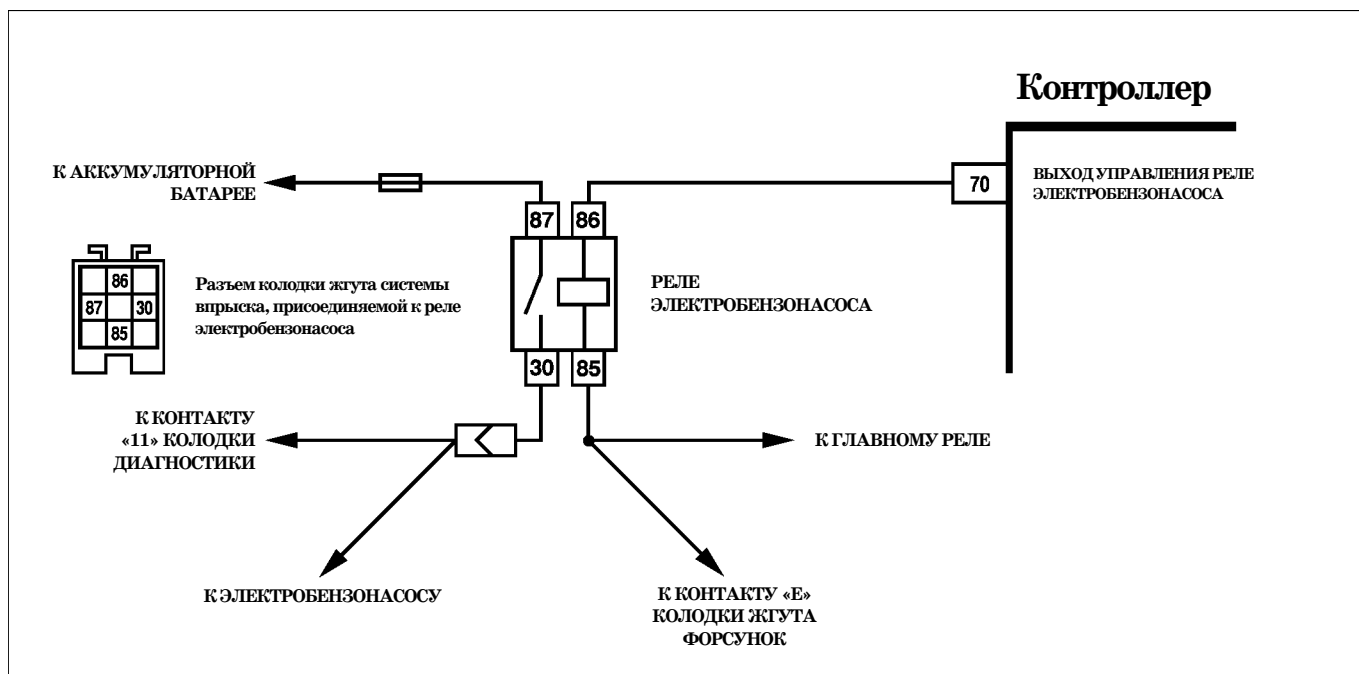 Контроллер
К АККУМУЛЯТОРНОЙ
БАТАРЕЕ
70
ВЫХОД УПРАВЛЕНИЯ РЕЛЕ
ЭЛЕКТРОБЕНЗОНАСОСА
87
86
86
87
30
85
Разъем колодки жгута системы
впрыска, присоединяемой к реле
электробензонасоса
РЕЛЕ
ЭЛЕКТРОБЕНЗОНАСОСА
30
85
К КОНТАКТУ
«11» КОЛОДКИ
ДИАГНОСТИКИ
К ГЛАВНОМУ РЕЛЕ
К ЭЛЕКТРОБЕНЗОНАСОСУ
К КОНТАКТУ «Е»
КОЛОДКИ ЖГУТА
ФОРСУНОК